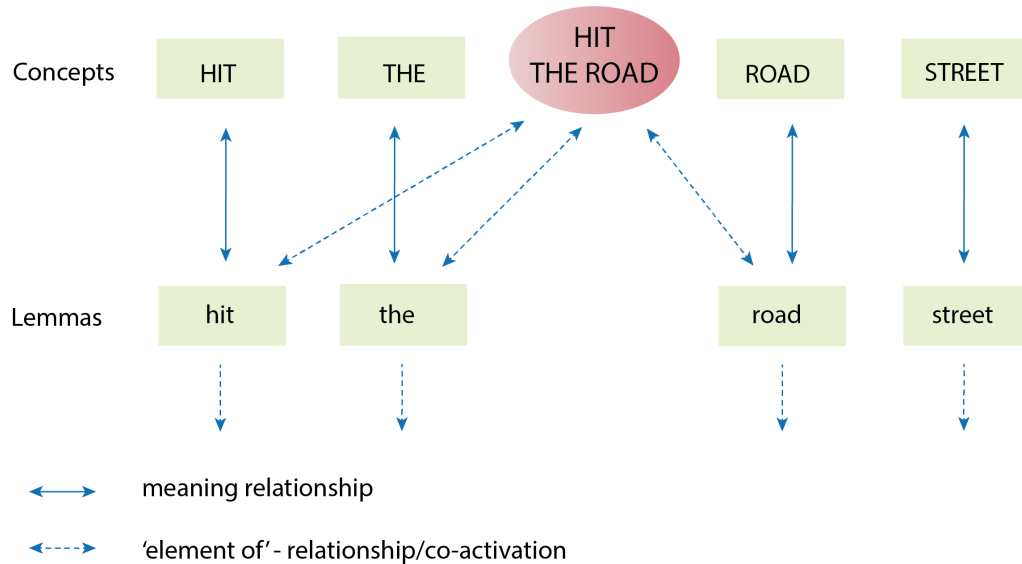 Concepts
HIT
THE
HIT
THE ROAD
ROAD
STREET
Lemmas
hit
the
road
street
meaning relationship
‘element of’ - relationship/co-activation